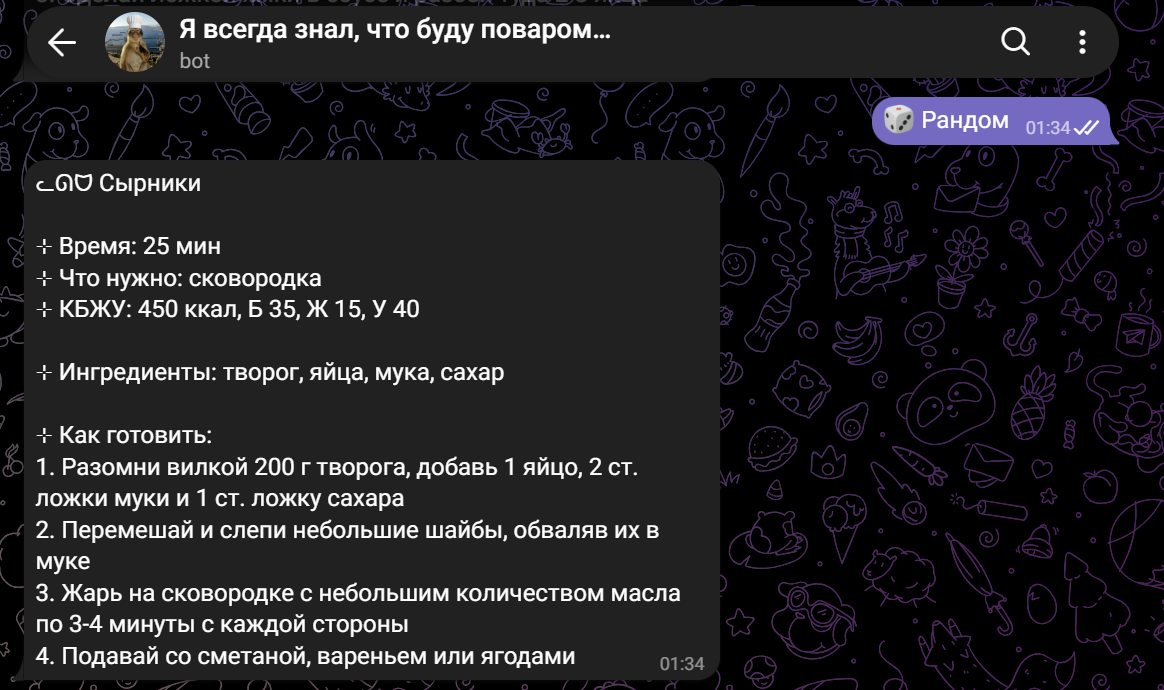 Я всегда знал, что буду поваром...
bot
🎲 Рандом 01:34
ᓚᘏᗢ Сырники
⊹ Время: 25 мин
⊹ Что нужно: сковородка
⊹ КБЖУ: 450 ккал, Б 35, Ж 15, У 40
⊹ Ингредиенты: творог, яйца, мука, сахар
⊹ Как готовить:
1. Разомни вилкой 200 г творога, добавь 1 яйцо, 2 ст.
ложки муки и 1 ст. ложку сахара
2. Перемешай и слепи небольшие шайбы, обваляв их в
муке
3. Жарь на сковородке с небольшим количеством масла
по 3-4 минуты с каждой стороны
4. Подавай со сметаной, вареньем или ягодами
01:34